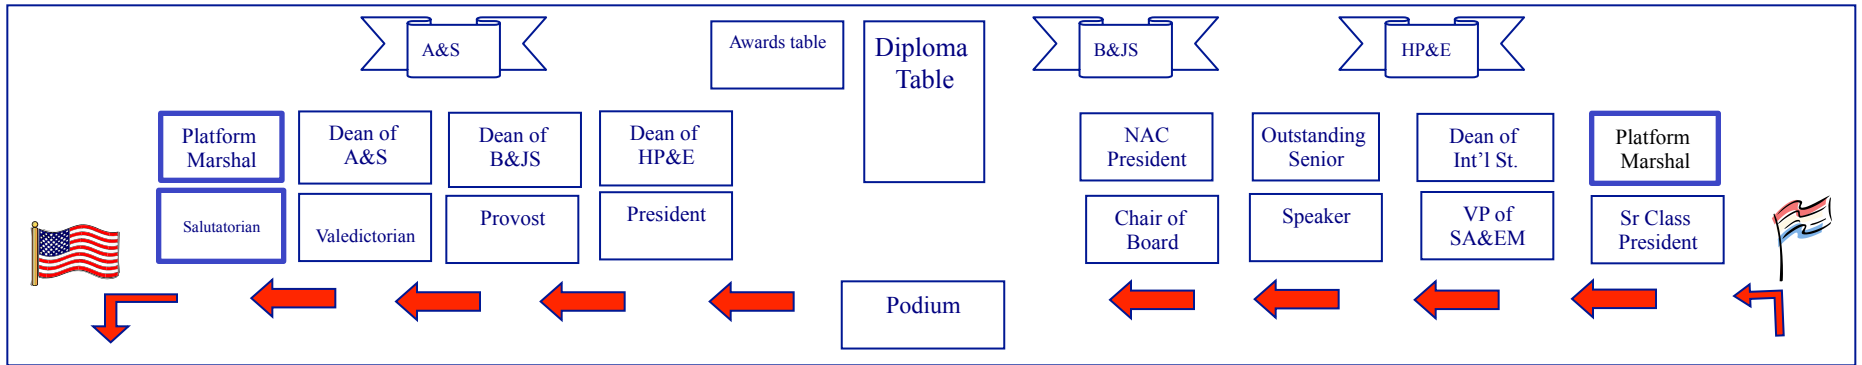 A&S
Awards table
Diploma
Table
B&JS
HP&E
Platform
Marshal
Dean of
A&S
Dean of
B&JS
Dean of
HP&E
NAC
President
Outstanding
Senior
Dean of
Int'l St.
Platform
Marshal
Salutatorian
Valedictorian
Provost
President
Chair of
Board
Speaker
VP of
SA&EM
Sr Class
President
Podium